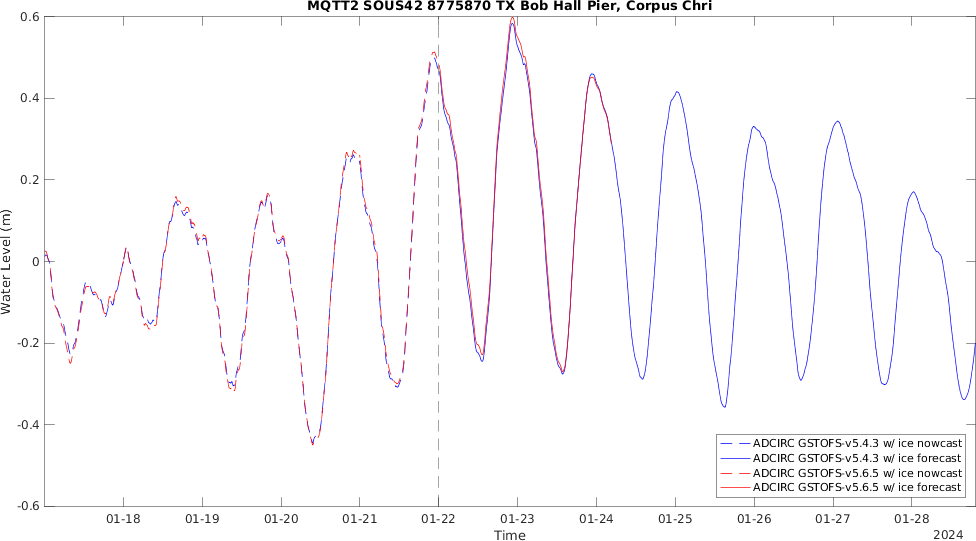 MQTT2 SOUS42 8775870 TX Bob Hall Pier, Corpus Chri
0.6
0.4
0.2
0
-0.2
-0.4
-0.6
Water Level (m)
01-18 01-19 01-20 01-21 01-22 01-23 01-24 01-25 01-26 01-27 01-28
Time
2024
ADCIRC GSTOFS-v5.4.3 w/ ice nowcast
ADCIRC GSTOFS-v5.4.3 w/ ice forecast
ADCIRC GSTOFS-v5.6.5 w/ ice nowcast
ADCIRC GSTOFS-v5.6.5 w/ ice forecast